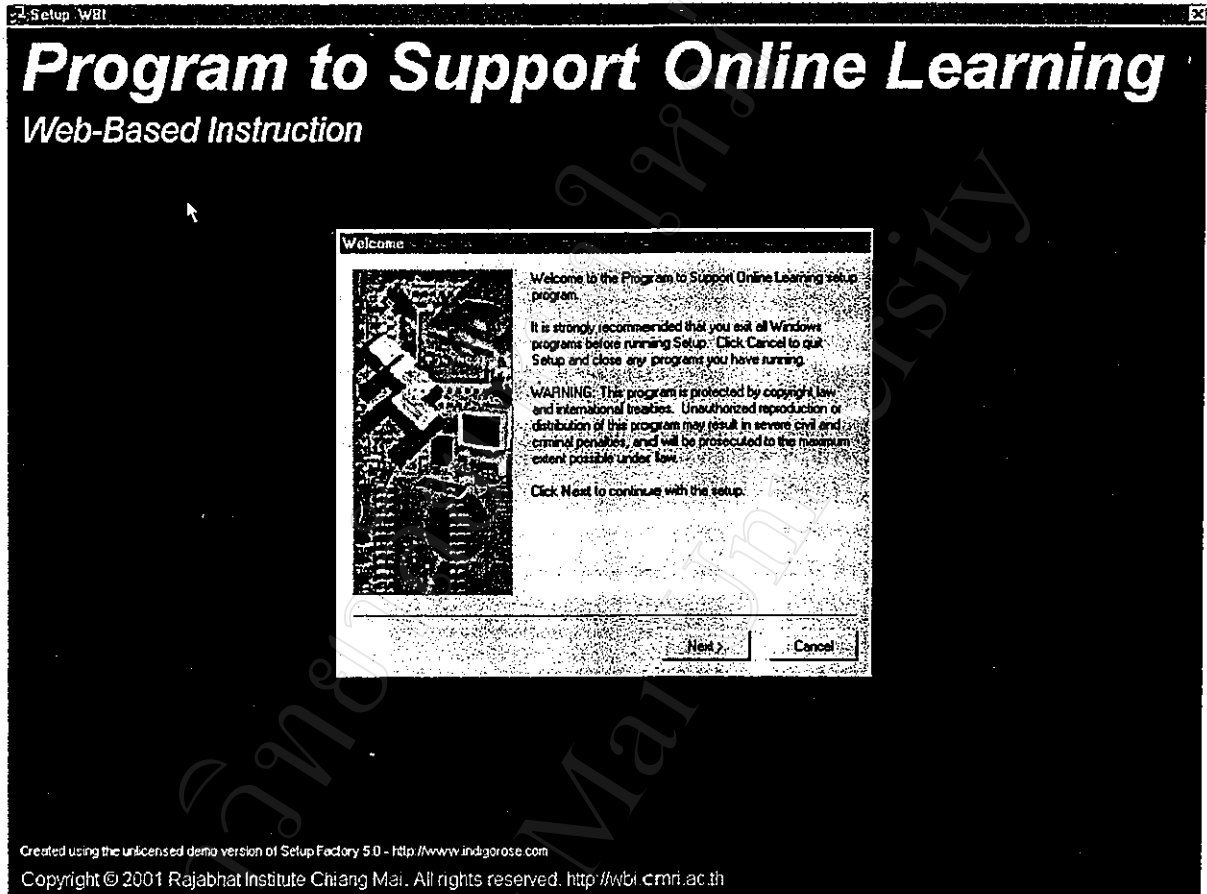 Setup WBI
Program to Support Online Learning
Web-Based Instruction
Welcome
Welcome to the Program to Support Online Learning setup
program.
It is strongly recommended that you exit all Windows
programs before running Setup. Click Cancel to quit
Setup and close any programs you have running.
WARNING: This program is protected by copyright law
and international treaties. Unauthorized reproduction or
distribution of this program may result in severe civil and
criminal penalties, and will be prosecuted to the maximum
extent possible under law.
Click Next to continue with the setup.
Next >
Cancel
Created using the unlicensed demo version of Setup Factory 5.0 - http://www.indigorose.com
Copyright © 2001 Rajabhat Institute Chiang Mai. All rights reserved. http://wbi.cmri.ac.th